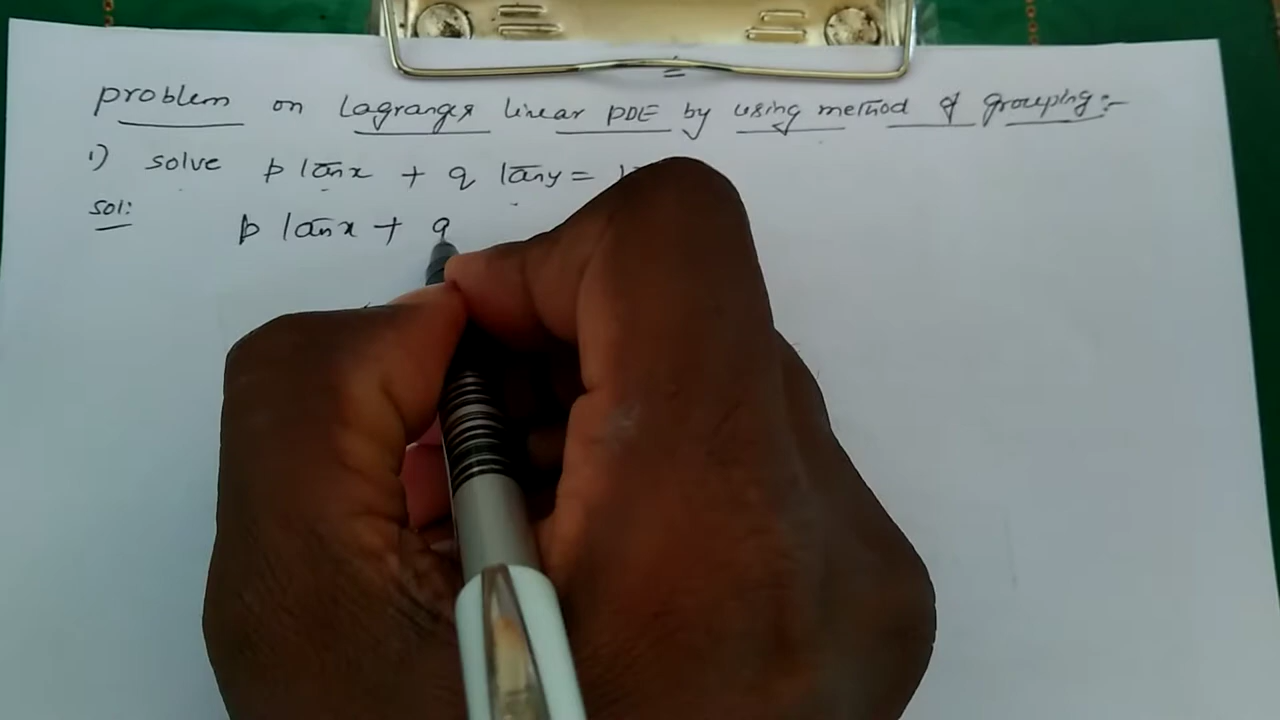 problem on Lagranges linear PDE by using method of grouping:-
1) solve p tanx + q tany =
Sol:
p tanx + q